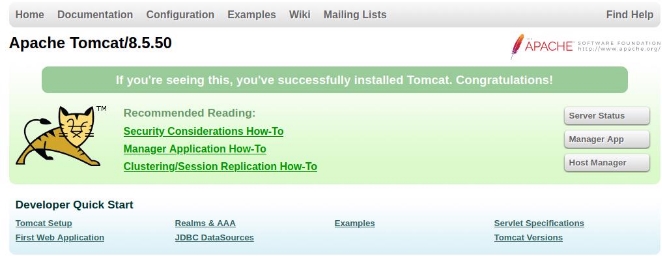 Home Documentation Configuration Examples Wiki Mailing Lists Find Help
Apache Tomcat/8.5.50
APACHE SOFTWARE FOUNDATION
http://www.apache.org/
If you're seeing this, you've successfully installed Tomcat. Congratulations!
TM
Recommended Reading:
Security Considerations How-To
Manager Application How-To
Clustering/Session Replication How-To
Server Status
Manager App
Host Manager
Developer Quick Start
Tomcat Setup Realms & AAA Examples Servlet Specifications
First Web Application JDBC DataSources Tomcat Versions